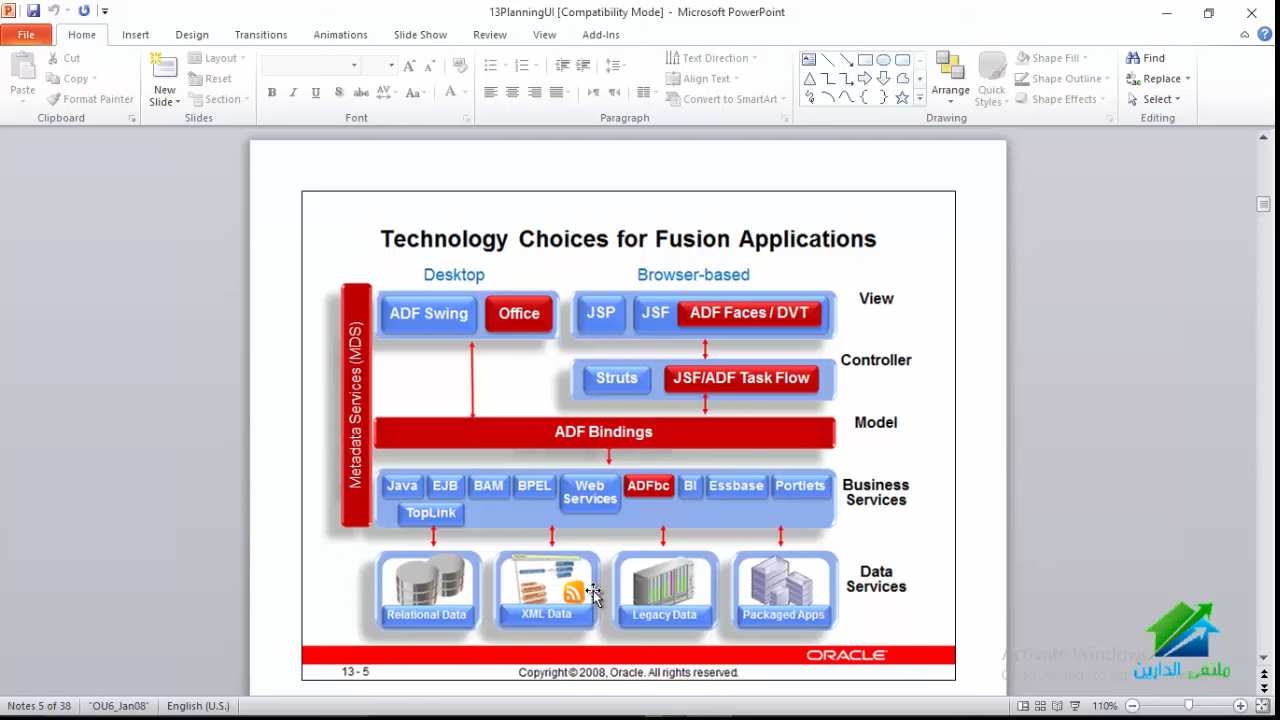 13PlanningUI [Compatibility Mode] - Microsoft PowerPoint
File Home Insert Design Transitions Animations Slide Show Review View Add-Ins
Cut Layout Text Direction Shape Fill Find
Paste Copy New Slide Reset Align Text Arrange Quick Styles Shape Outline Replace
Format Painter Section B I U S abc AV Aa A Convert to SmartArt Shape Effects Select
Clipboard Slides Font Paragraph Drawing Editing
Technology Choices for Fusion Applications
Desktop Browser-based
View
ADF Swing Office JSP JSF ADF Faces / DVT
Controller
Struts JSF/ADF Task Flow
Metadata Services (MDS)
Model
ADF Bindings
Java EJB BAM BPEL Web Services ADFbc BI Essbase Portlets
Business Services
TopLink
Data Services
Relational Data XML Data Legacy Data Packaged Apps
ORACLE
13 - 5 Copyright © 2008, Oracle. All rights reserved.
Activate Windows
ملتقى الدارين
Notes 5 of 38 "OU6_Jan08" English (U.S.) 110%